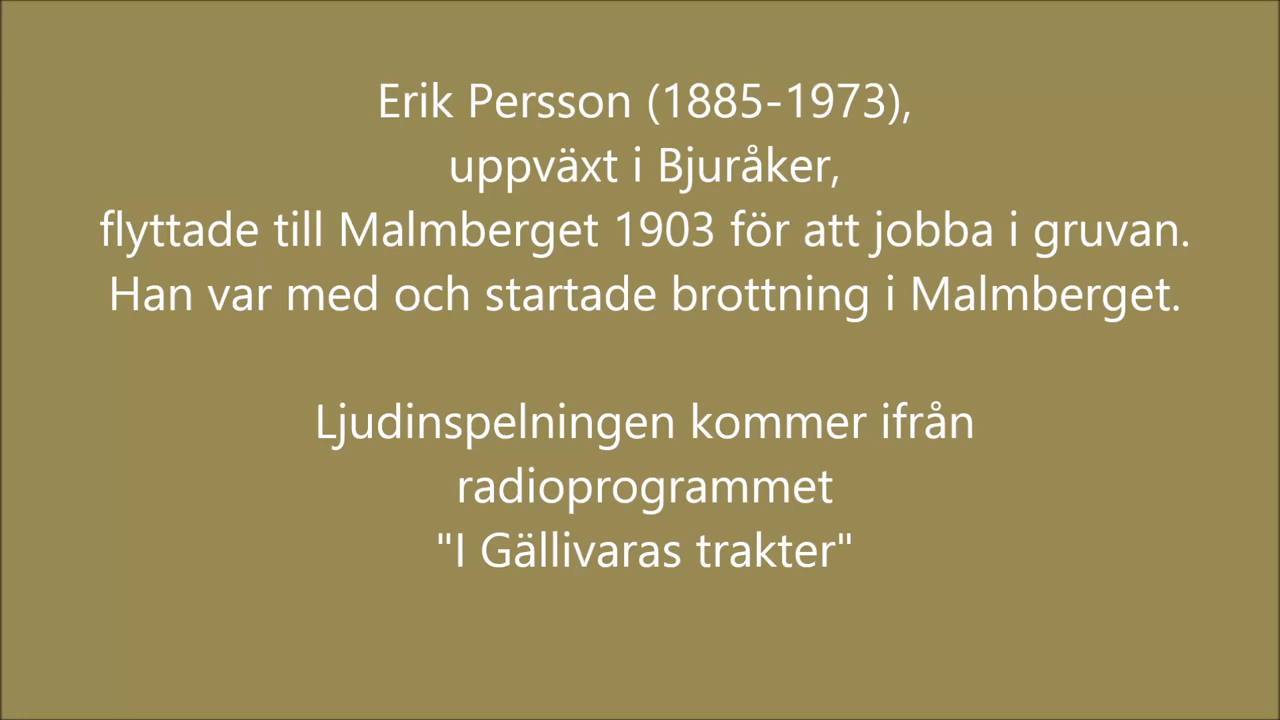 Erik Persson (1885-1973),
uppväxt i Bjuråker,
flyttade till Malmberget 1903 för att jobba i gruvan.
Han var med och startade brottning i Malmberget.
Ljudinspelningen kommer ifrån
radioprogrammet
"I Gällivaras trakter"